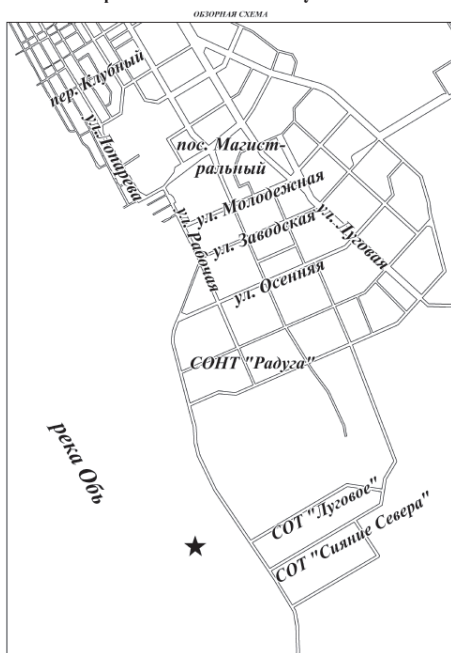 ОБЗОРНАЯ СХЕМА
пер. Клубный
ул. Лопарева
пос. Магист-
ральный
ул. Молодежная
ул. Рабочая
ул. Заводская
ул. Луговая
ул. Осенняя
СОНТ "Радуга"
река Обь
СОТ "Луговое"
СОТ "Сияние Севера"